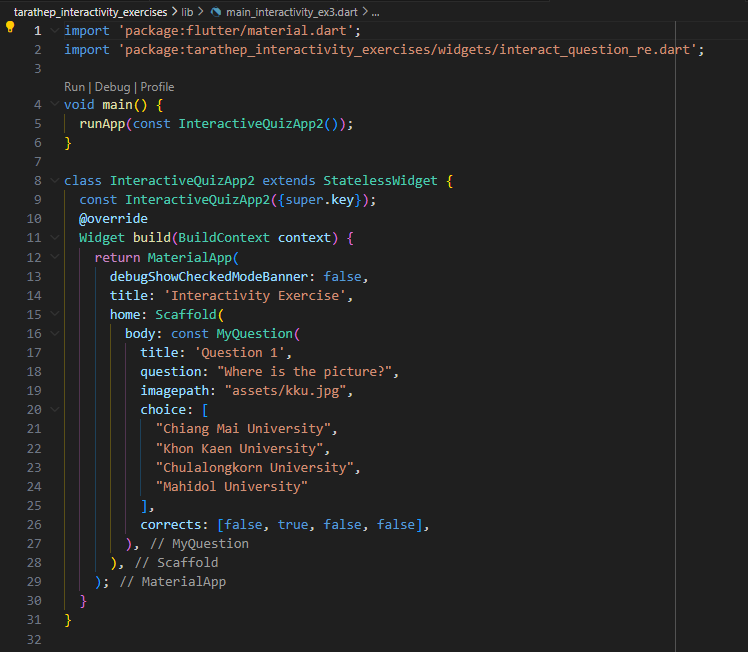 tarathep_interactivity_exercises > lib > main_interactivity_ex3.dart > ...
1 import 'package:flutter/material.dart';
2 import 'package:tarathep_interactivity_exercises/widgets/interact_question_re.dart';
3
Run | Debug | Profile
4 void main() {
5   runApp(const InteractiveQuizApp2());
6 }
7
8 class InteractiveQuizApp2 extends StatelessWidget {
9   const InteractiveQuizApp2({super.key});
10   @override
11   Widget build(BuildContext context) {
12     return MaterialApp(
13       debugShowCheckedModeBanner: false,
14       title: 'Interactivity Exercise',
15       home: Scaffold(
16         body: const MyQuestion(
17           title: 'Question 1',
18           question: "Where is the picture?",
19           imagepath: "assets/kku.jpg",
20           choice: [
21             "Chiang Mai University",
22             "Khon Kaen University",
23             "Chulalongkorn University",
24             "Mahidol University"
25           ],
26           corrects: [false, true, false, false],
27         ), // MyQuestion
28       ), // Scaffold
29     ); // MaterialApp
30   }
31 }
32